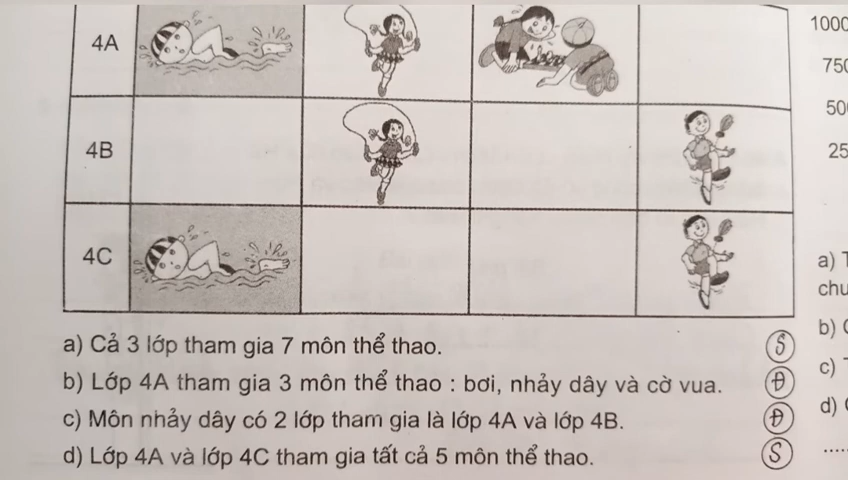 4A
4B
4C
a) Cả 3 lớp tham gia 7 môn thể thao. S
b) Lớp 4A tham gia 3 môn thể thao : bơi, nhảy dây và cờ vua. Đ
c) Môn nhảy dây có 2 lớp tham gia là lớp 4A và lớp 4B. Đ
d) Lớp 4A và lớp 4C tham gia tất cả 5 môn thể thao. S
1000
750
50
25
a)
b)
c)
d)
.....